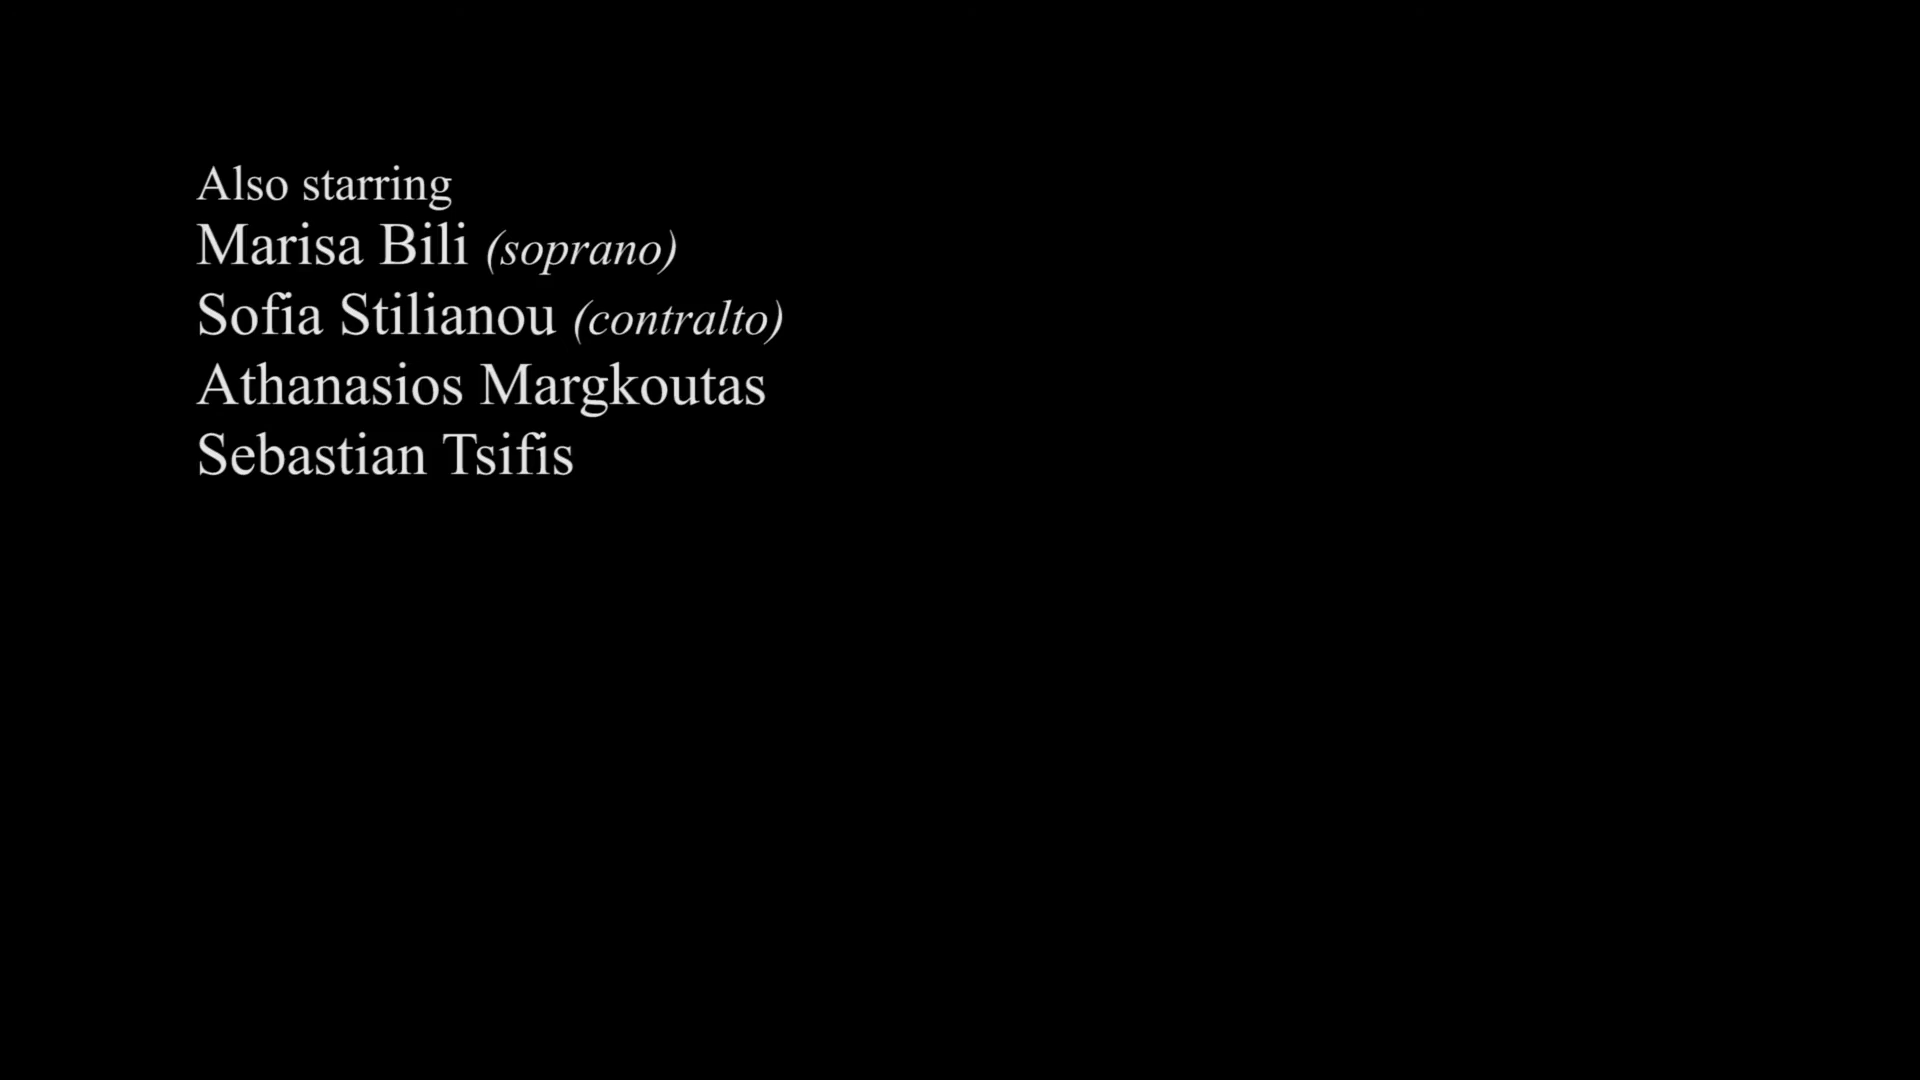 Also starring
Marisa Bili (soprano)
Sofia Stilianou (contralto)
Athanasios Margkoutas
Sebastian Tsifis